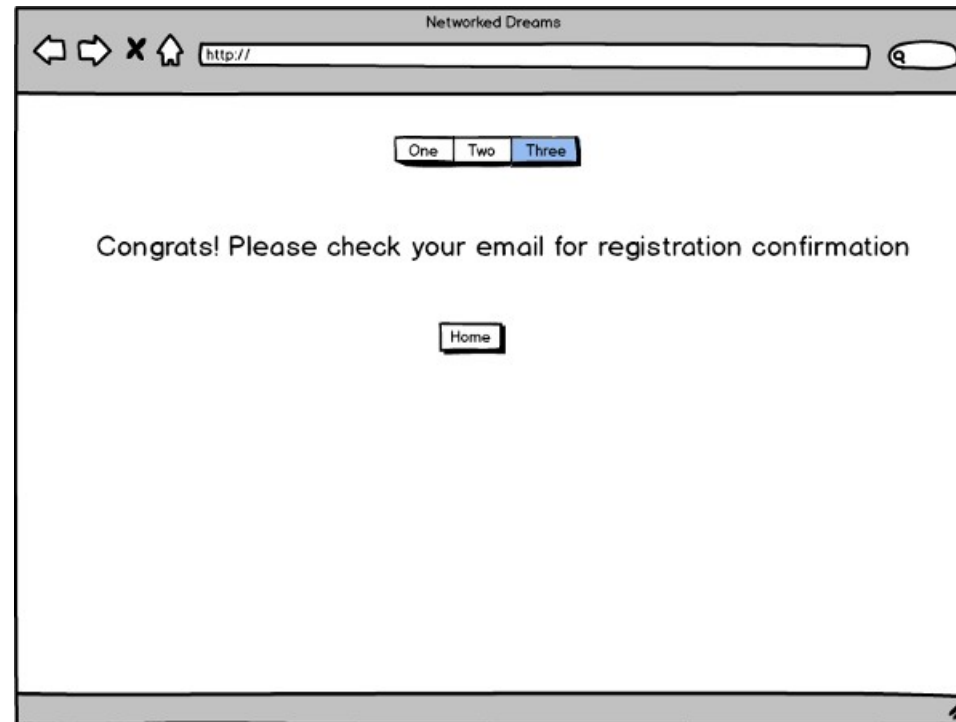 Networked Dreams
http://
One Two Three
Congrats! Please check your email for registration confirmation
Home